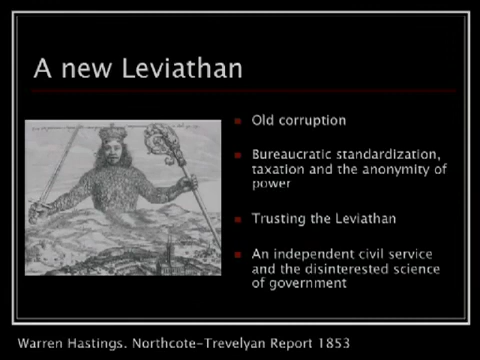 A new Leviathan
Old corruption
Bureaucratic standardization,
taxation and the anonymity of
power
Trusting the Leviathan
An independent civil service
and the disinterested science
of government
Warren Hastings. Northcote-Trevelyan Report 1853